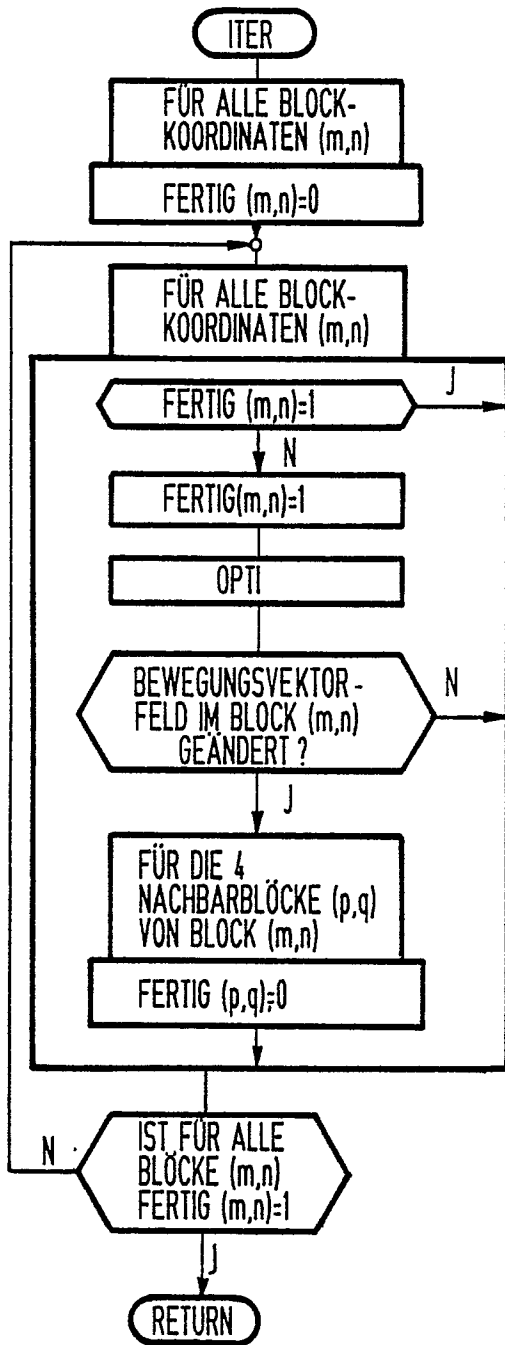 ITER
FÜR ALLE BLOCK-
KOORDINATEN (m,n)
FERTIG (m,n)=0
FÜR ALLE BLOCK-
KOORDINATEN (m,n)
FERTIG (m,n)=1
J
N
FERTIG(m,n)=1
OPTI
BEWEGUNGSVEKTOR-
FELD IM BLOCK (m,n)
GEÄNDERT ?
N
J
FÜR DIE 4
NACHBARBLÖCKE (p,q)
VON BLOCK (m,n)
FERTIG (p,q)=0
IST FÜR ALLE
BLÖCKE (m,n)
FERTIG (m,n)=1
N
J
RETURN